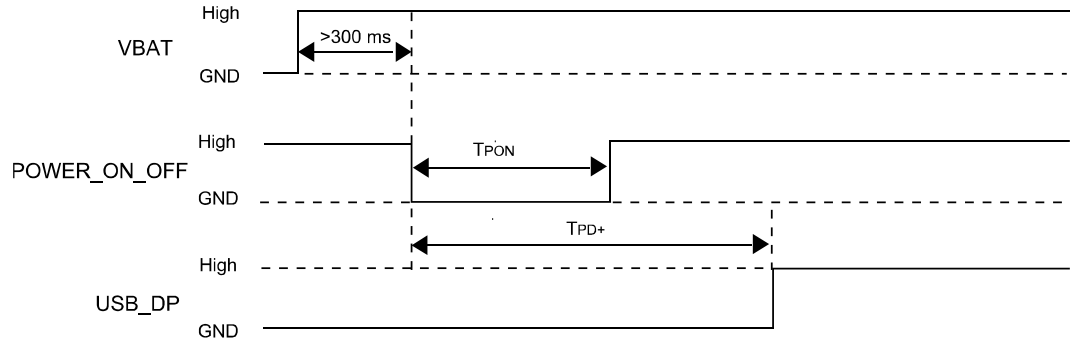 High
>300 ms
VBAT
GND
High
TPON
POWER_ON_OFF
GND
TPD+
High
USB_DP
GND